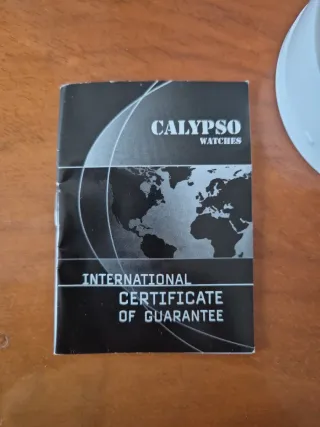 CALYPSO
WATCHES
INTERNATIONAL
CERTIFICATE
OF GUARANTEE